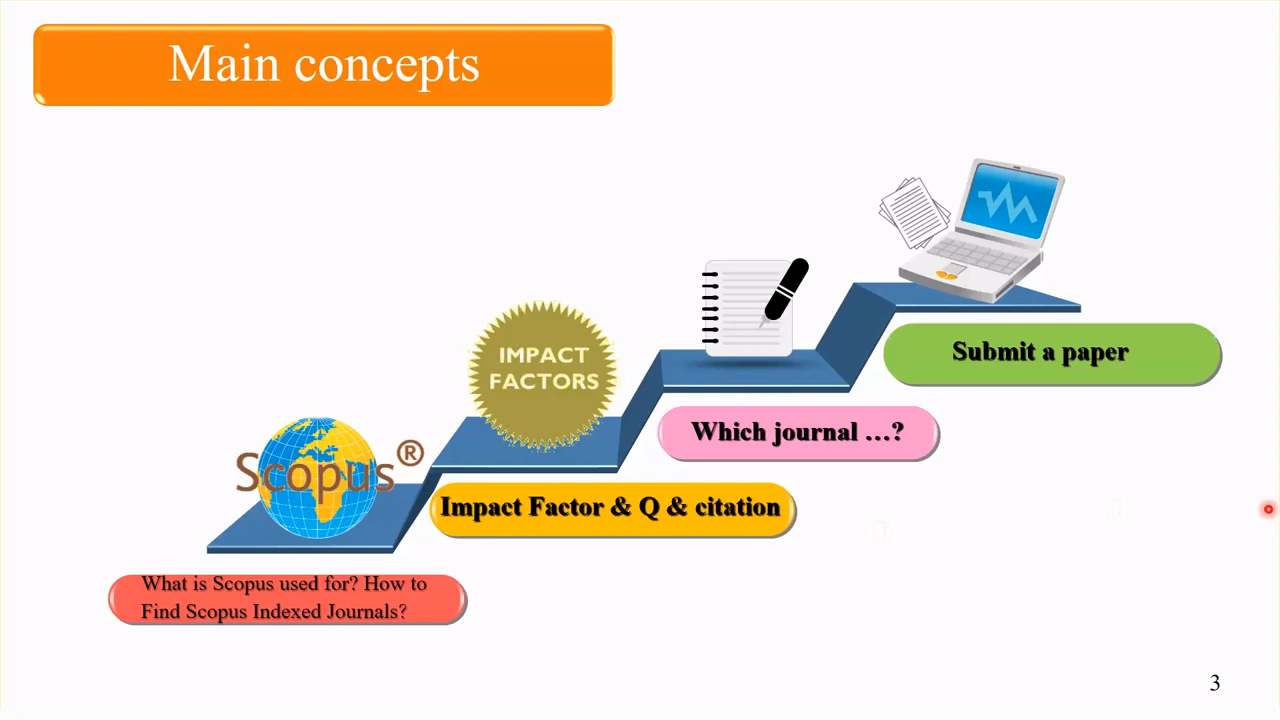 Main concepts
IMPACT
FACTORS
Scopus®
Submit a paper
Which journal ...?
Impact Factor & Q & citation
What is Scopus used for? How to
Find Scopus Indexed Journals?
3